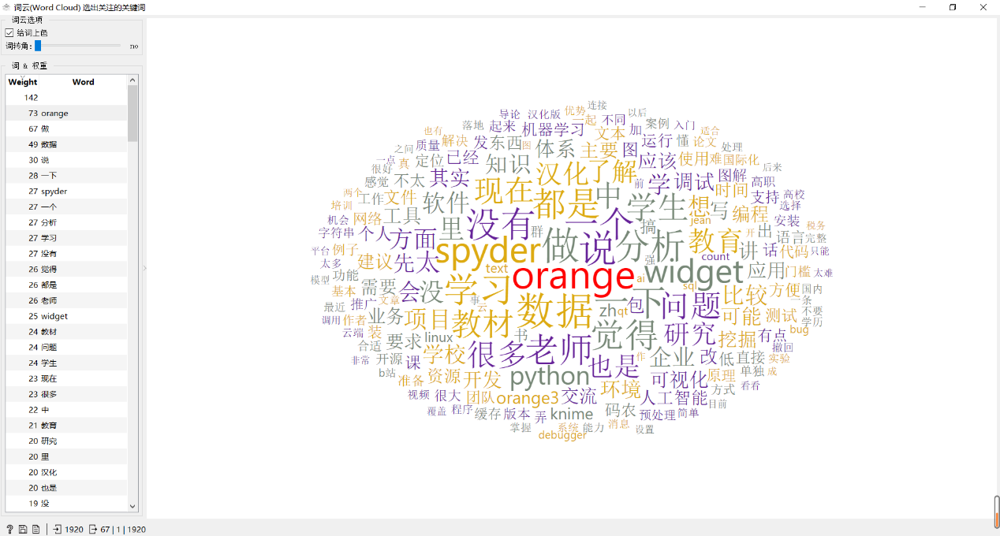 词云(Word Cloud) 选出关注的关键词
词云选项
给词上色
词转角: no
词 & 权重
Weight Word
142
73 orange
67 做
49 数据
30 说
28 一下
27 spyder
27 一个
27 分析
27 学习
27 没有
26 觉得
26 都是
26 老师
25 widget
24 教材
24 问题
24 学生
23 现在
23 很多
22 中
21 教育
20 研究
20 里
20 汉化
20 也是
19 没
1920 67 | 1 | 1920
连接
导论 汉化版 优势 以后
也有 落地 起来 机器学习 一起 不同 案例 入门 适合
之间 质量 解决 发 东西 图 体系 主要 文本 图 加 运行 懂 论文 处理
一点 很好 真 定位 已经 知识 汉化 了解 应该 使用 难 国际化 后来
感觉 不太 其实 现在 都是 中 前 学 调试 图解 高职
两个 工作 文件 软件 学生 想 写 时间 支持 高校
培训 机会 网络 工具 里 没有 群 一个 搞 jean 编程 安装 选择
字符串 个人 方面 做 说 分析 教育 开 出 语言 完整 税务
平台 例子 先 太 spyder 强 count 讲 话 代码 只能
太多 建议 text orange ai widget 应用 门槛 太难
模型 功能 需要 会 没 学习 sql 比较 方便 国内
基本 最近 推广 文章 事 云 数据 一下 问题 一条
调用 作者 业务 项目 教材 zh qt 包 可能 测试 不要 学历
云端 装 linux 书 觉得 研究 挖掘 有点 bug
合适 要求 很多 老师 撤回
非常 开源 课 学校 也是 作 企业 改 低 直接 实验
b站 准备 资源 开发 python 可视化 原理 单独 成
视频 很大 团队 orange3 交流 环境 人工智能 方式 看看
覆盖 程序 缓存 版本 弄 knime 码农 预处理 简单 目前
掌握 系统 能力 消息 设置
debugger